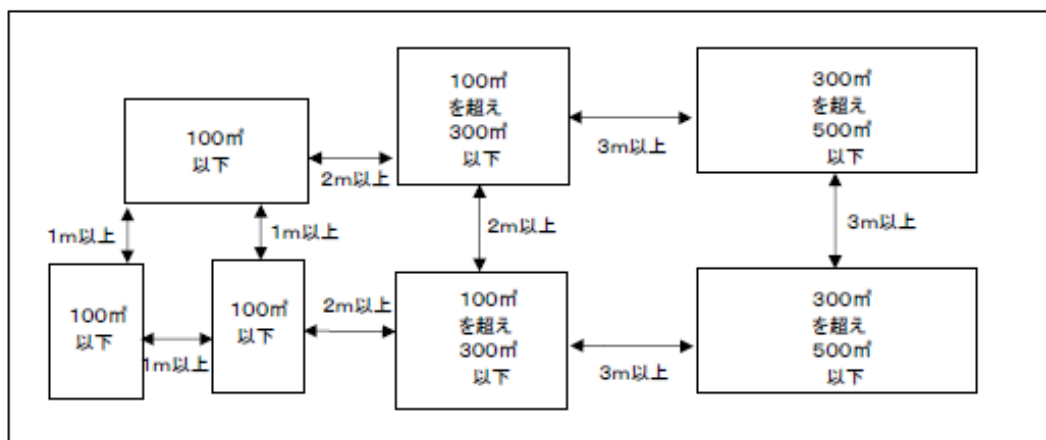 100㎡
を超え
300㎡
以下
300㎡
を超え
500㎡
以下
100㎡
以下
2m以上
3m以上
1m以上
1m以上
2m以上
3m以上
100㎡
以下
100㎡
以下
1m以上
2m以上
100㎡
を超え
300㎡
以下
3m以上
300㎡
を超え
500㎡
以下